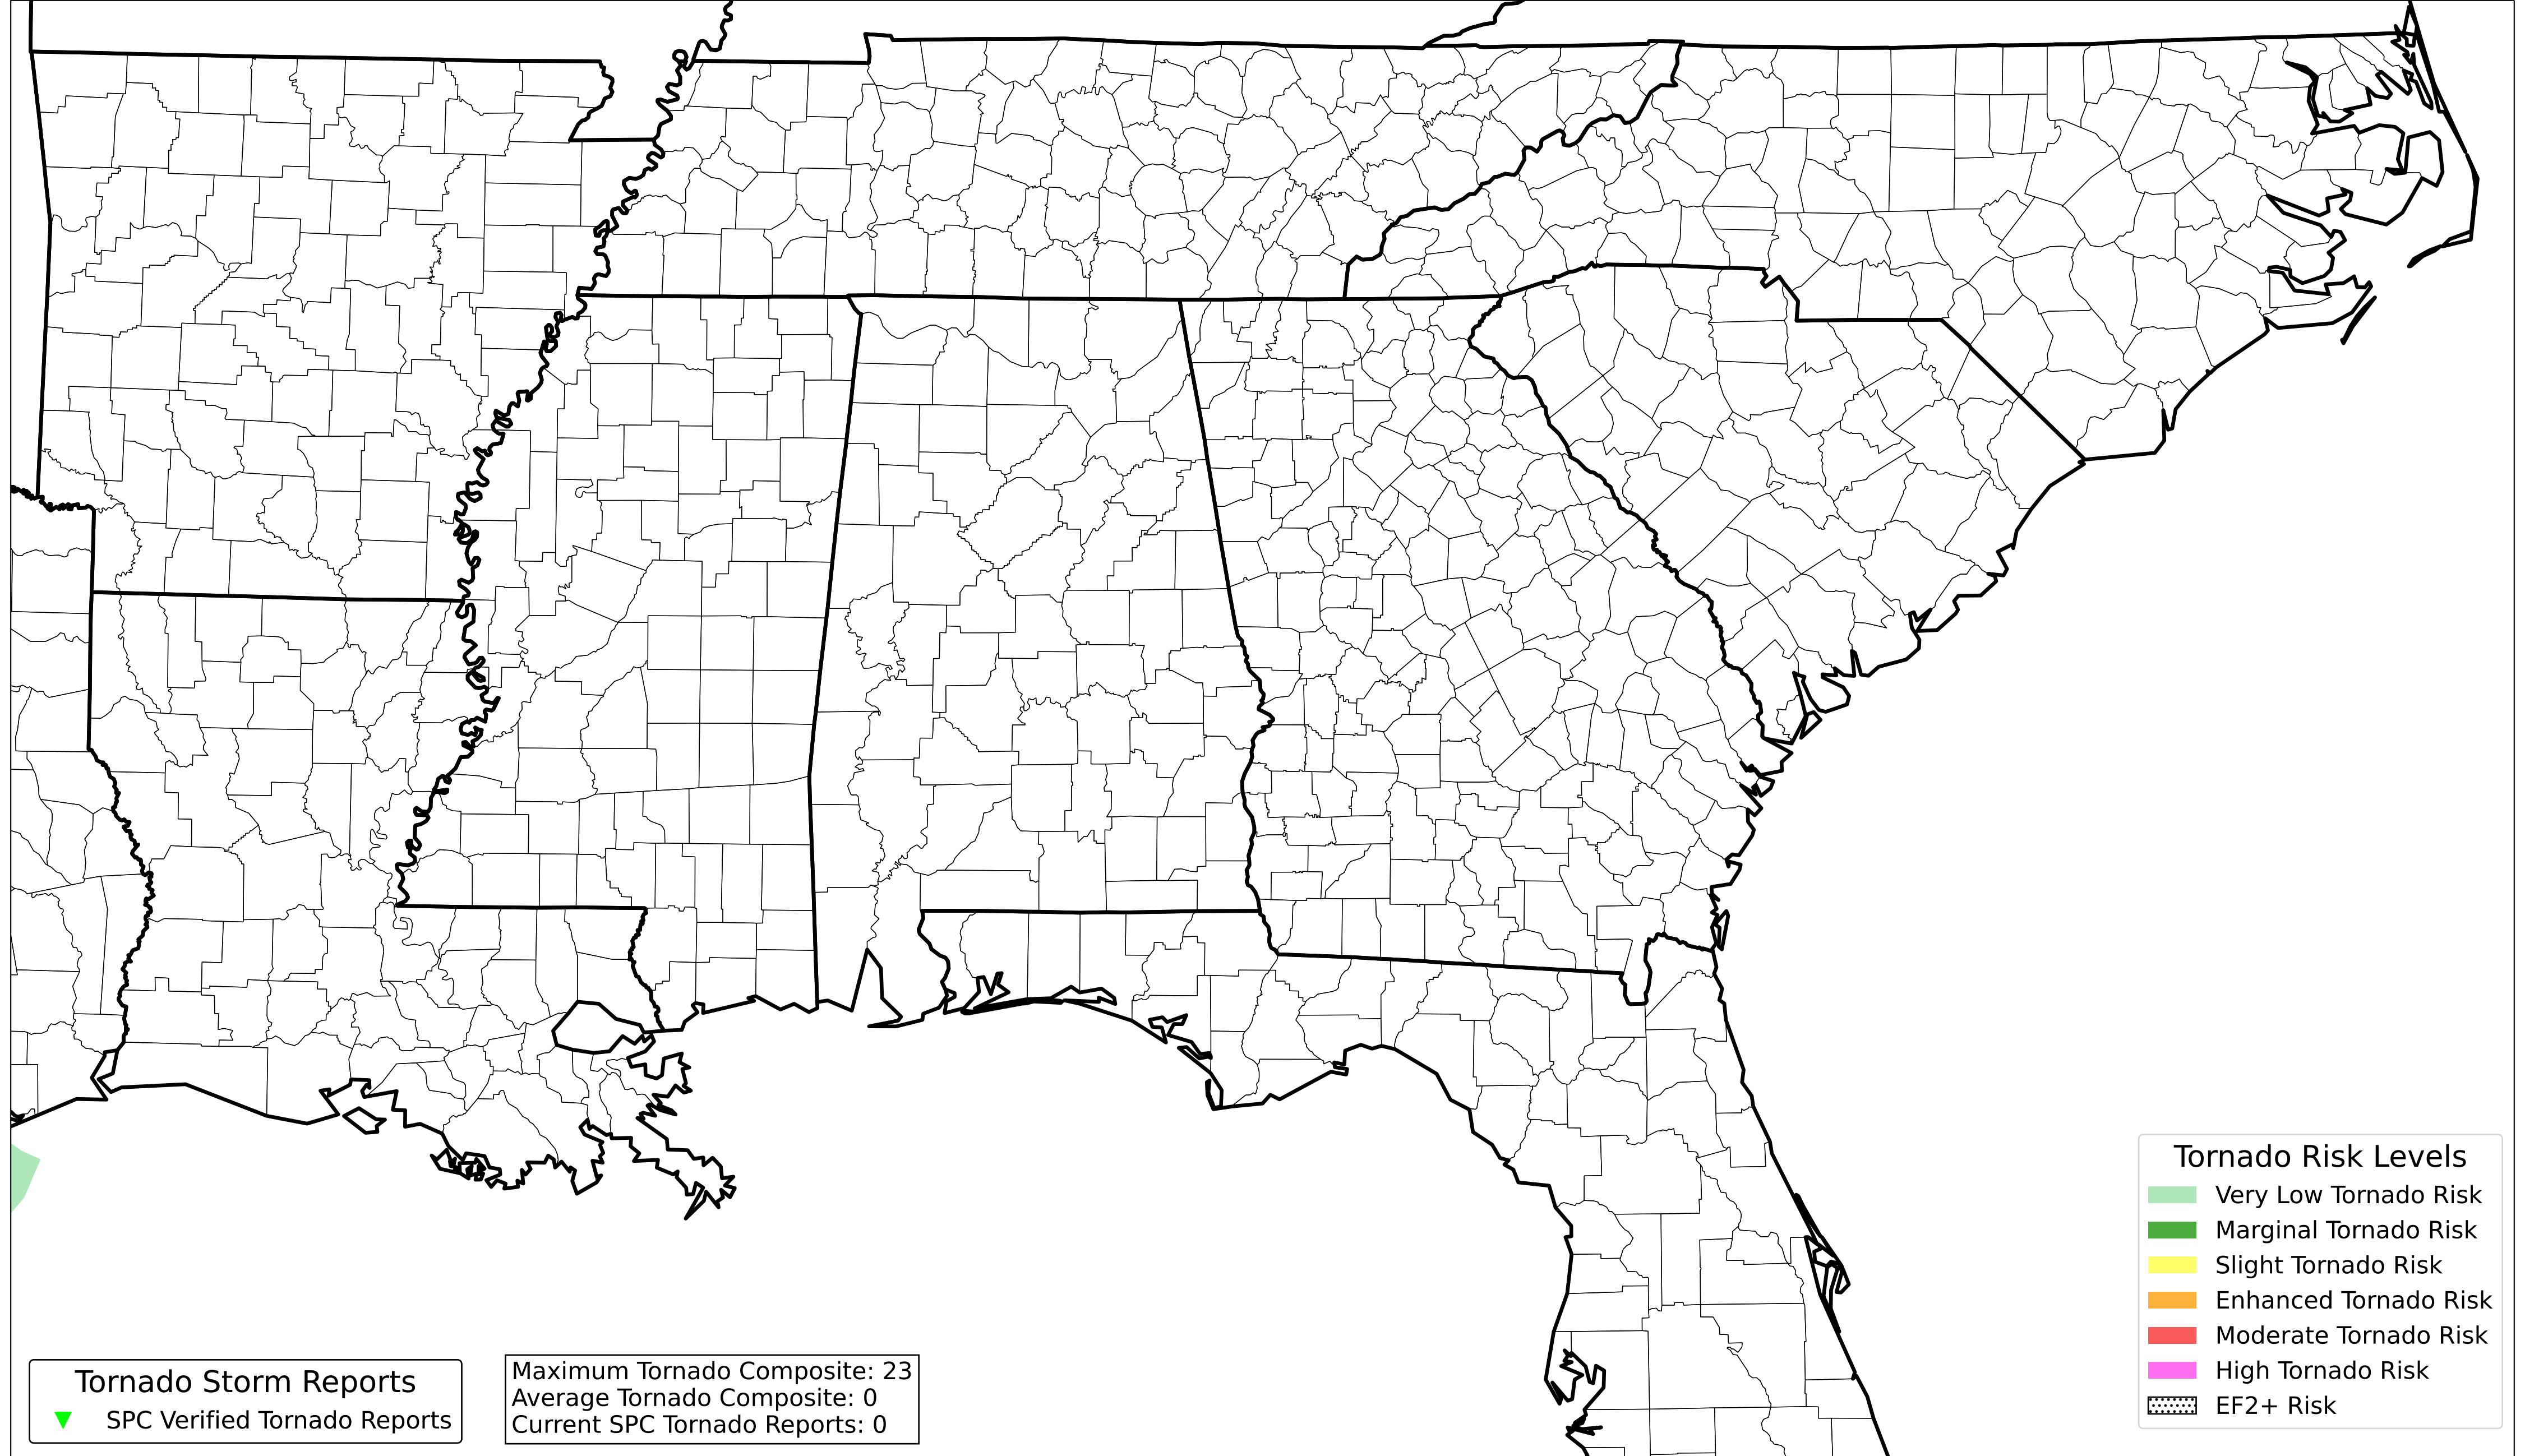 Tornado Storm Reports
SPC Verified Tornado Reports
Maximum Tornado Composite: 23
Average Tornado Composite: 0
Current SPC Tornado Reports: 0
Tornado Risk Levels
Very Low Tornado Risk
Marginal Tornado Risk
Slight Tornado Risk
Enhanced Tornado Risk
Moderate Tornado Risk
High Tornado Risk
EF2+ Risk